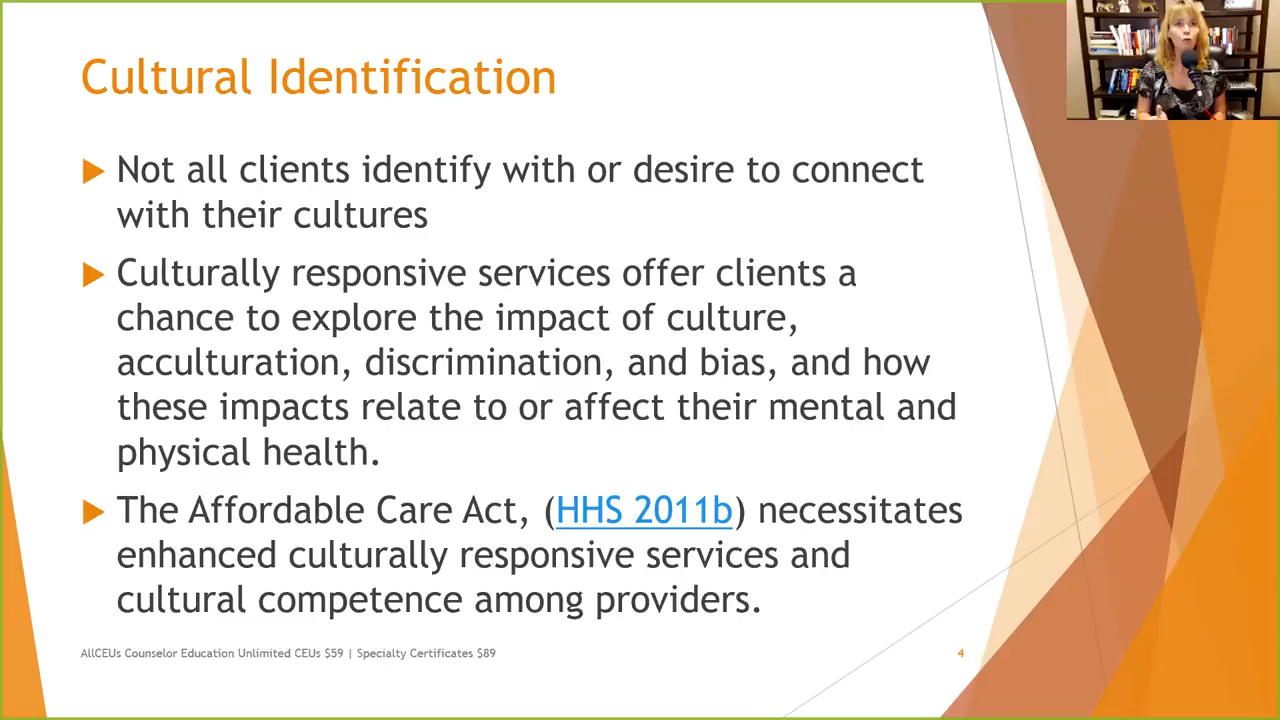 Cultural Identification
Not all clients identify with or desire to connect
with their cultures
Culturally responsive services offer clients a
chance to explore the impact of culture,
acculturation, discrimination, and bias, and how
these impacts relate to or affect their mental and
physical health.
The Affordable Care Act, (HHS 2011b) necessitates
enhanced culturally responsive services and
cultural competence among providers.
AllCEUs Counselor Education Unlimited CEUs $59 | Specialty Certificates $89
4